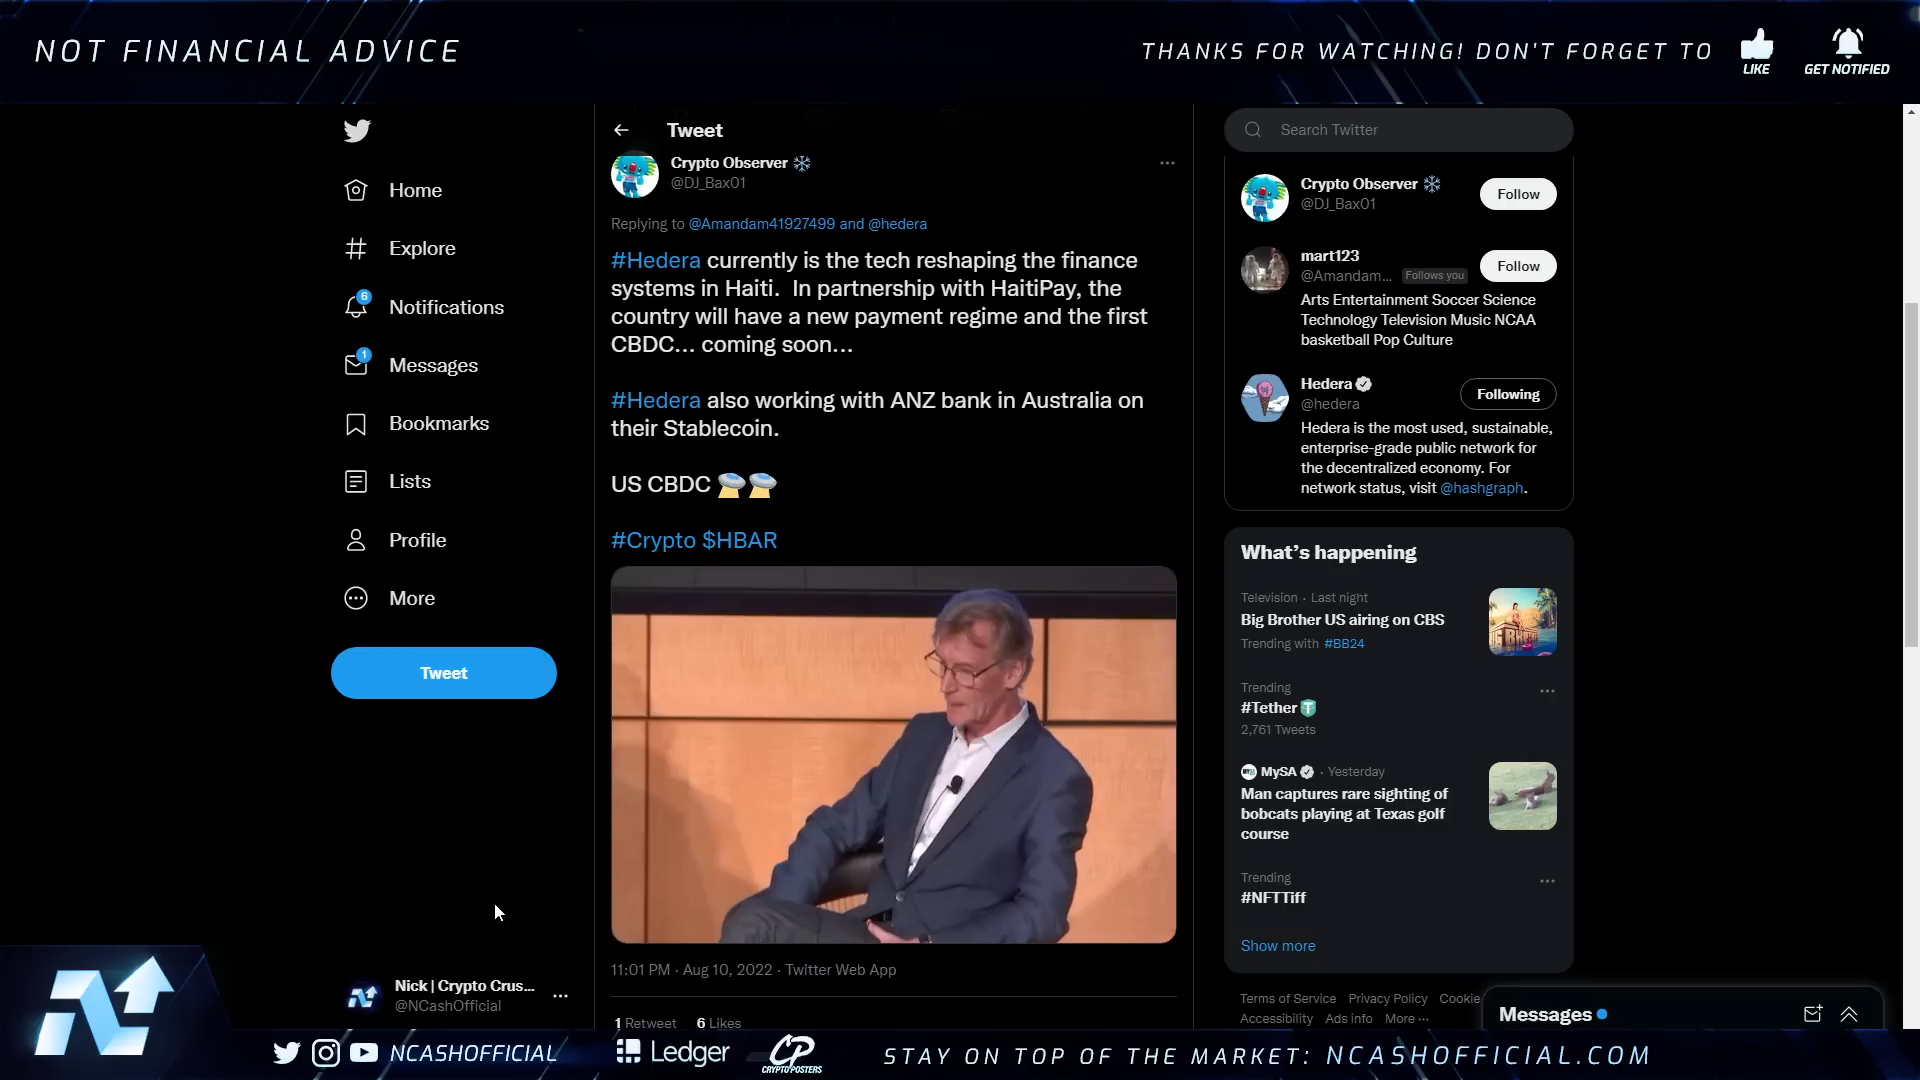 NOT FINANCIAL ADVICE
THANKS FOR WATCHING! DON'T FORGET TO
LIKE
GET NOTIFIED
Home
Explore
6
Notifications
1
Messages
Bookmarks
Lists
Profile
More
Tweet
Nick | Crypto Crus...
@NCashOfficial
Tweet
Crypto Observer
@DJ_Bax01
Replying to @Amandam41927499 and @hedera
#Hedera currently is the tech reshaping the finance
systems in Haiti. In partnership with HaitiPay, the
country will have a new payment regime and the first
CBDC... coming soon...
#Hedera also working with ANZ bank in Australia on
their Stablecoin.
US CBDC
#Crypto $HBAR
11:01 PM · Aug 10, 2022 · Twitter Web App
1 Retweet 6 Likes
Search Twitter
Crypto Observer
@DJ_Bax01
Follow
mart123
@Amandam... Follows you
Follow
Arts Entertainment Soccer Science
Technology Television Music NCAA
basketball Pop Culture
Hedera
@hedera
Following
Hedera is the most used, sustainable,
enterprise-grade public network for
the decentralized economy. For
network status, visit @hashgraph.
What's happening
Television · Last night
Big Brother US airing on CBS
Trending with #BB24
Trending
#Tether
2,761 Tweets
MySA · Yesterday
Man captures rare sighting of
bobcats playing at Texas golf
course
Trending
#NFTTiff
Show more
Terms of Service Privacy Policy Cookie
Accessibility Ads info More ...
Messages
NCASHOFFICIAL
Ledger
CP
CRYPTOPOSTERS
STAY ON TOP OF THE MARKET: NCASHOFFICIAL.COM